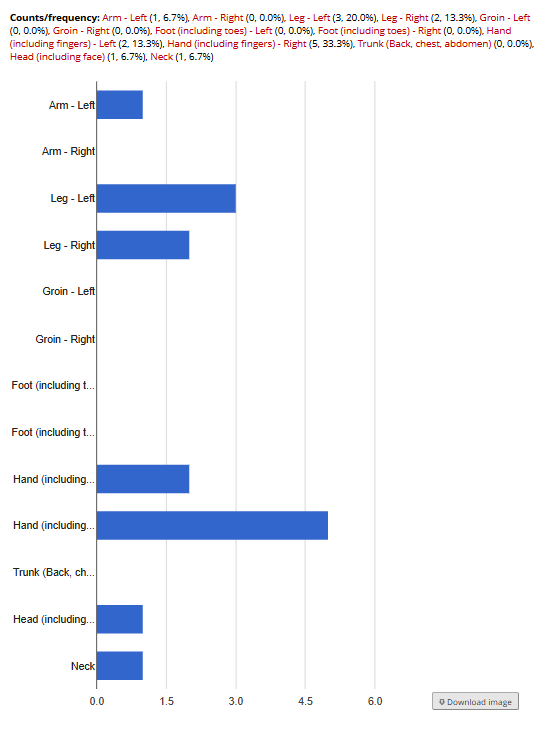 Counts/frequency: Arm - Left (1, 6.7%), Arm - Right (0, 0.0%), Leg - Left (3, 20.0%), Leg - Right (2, 13.3%), Groin - Left
(0, 0.0%), Groin - Right (0, 0.0%), Foot (including toes) - Left (0, 0.0%), Foot (including toes) - Right (0, 0.0%), Hand
(including fingers) - Left (2, 13.3%), Hand (including fingers) - Right (5, 33.3%), Trunk (Back, chest, abdomen) (0, 0.0%),
Head (including face) (1, 6.7%), Neck (1, 6.7%)
Arm - Left
Arm - Right
Leg - Left
Leg - Right
Groin - Left
Groin - Right
Foot (including t...
Foot (including t...
Hand (including...
Hand (including...
Trunk (Back, ch...
Head (including...
Neck
0.0 1.5 3.0 4.5 6.0
Download image